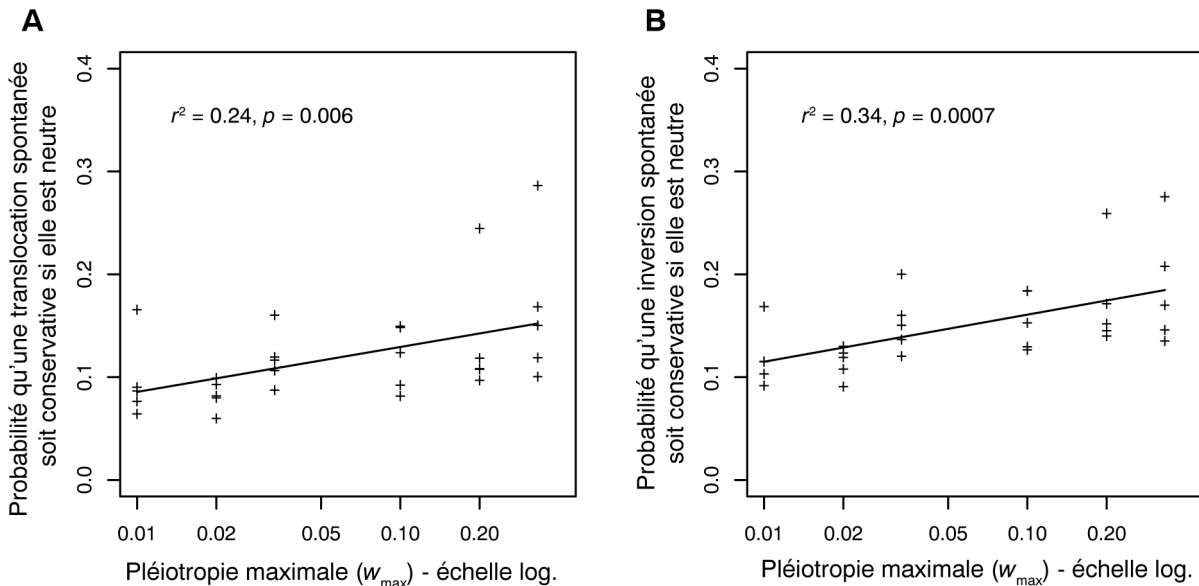 A
Probabilité qu'une translocation spontanée
soit conservative si elle est neutre
0.4
0.3
0.2
0.1
0.0
r² = 0.24, p = 0.006
0.01 0.02 0.05 0.10 0.20
Pléiotropie maximale (wmax) - échelle log.
B
Probabilité qu'une inversion spontanée
soit conservative si elle est neutre
0.4
0.3
0.2
0.1
0.0
r² = 0.34, p = 0.0007
0.01 0.02 0.05 0.10 0.20
Pléiotropie maximale (wmax) - échelle log.